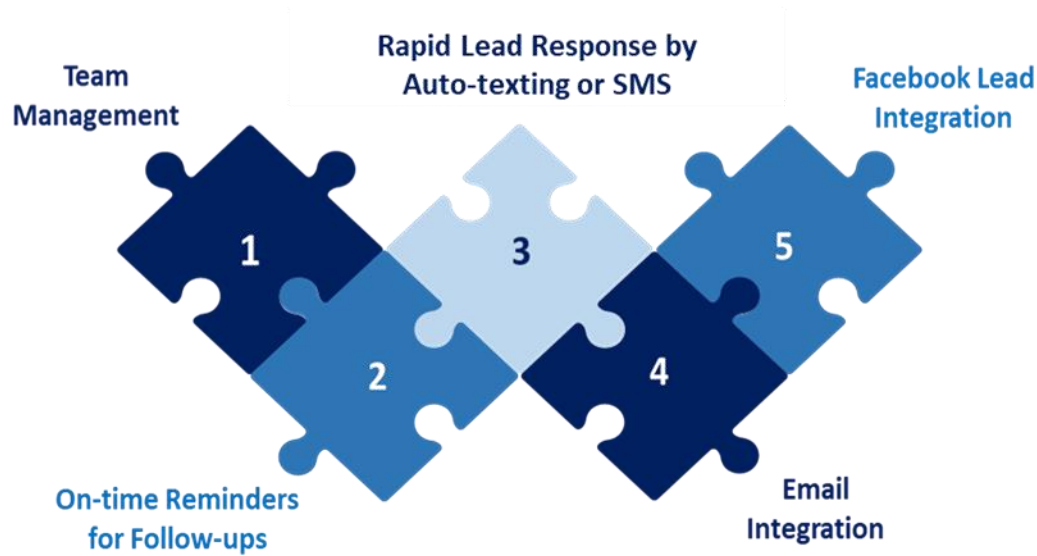 Team
Management
Rapid Lead Response by
Auto-texting or SMS
Facebook Lead
Integration
1
3
5
2
4
On-time Reminders
for Follow-ups
Email
Integration